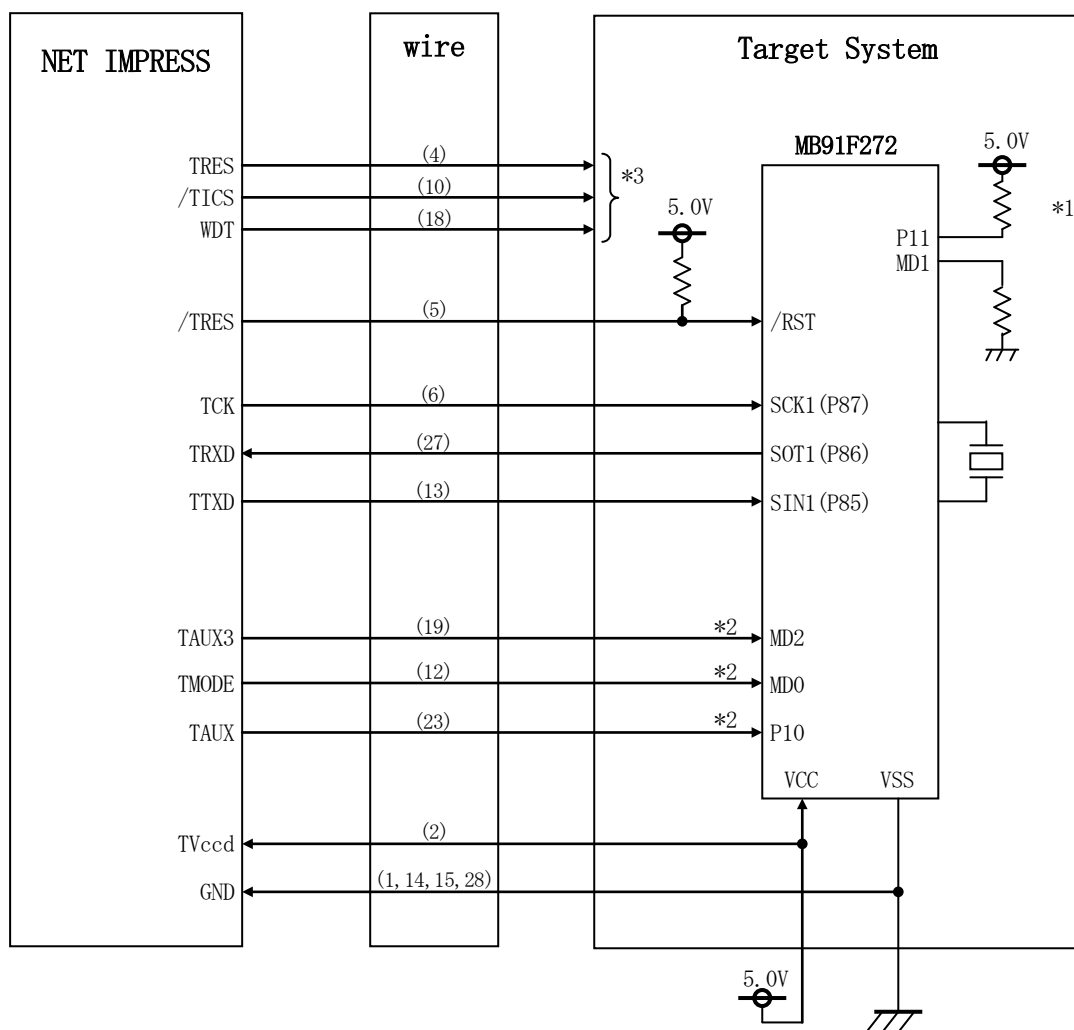 NET IMPRESS
wire
Target System
MB91F272
TRES (4)
/TICS (10)
WDT (18)
*3
5.0V
5.0V
*1
P11
MD1
/TRES (5) /RST
TCK (6) SCK1(P87)
TRXD (27) SOT1(P86)
TTXD (13) SIN1(P85)
TAUX3 (19) *2 MD2
TMODE (12) *2 MD0
TAUX (23) *2 P10
VCC VSS
TVccd (2)
GND (1,14,15,28)
5.0V